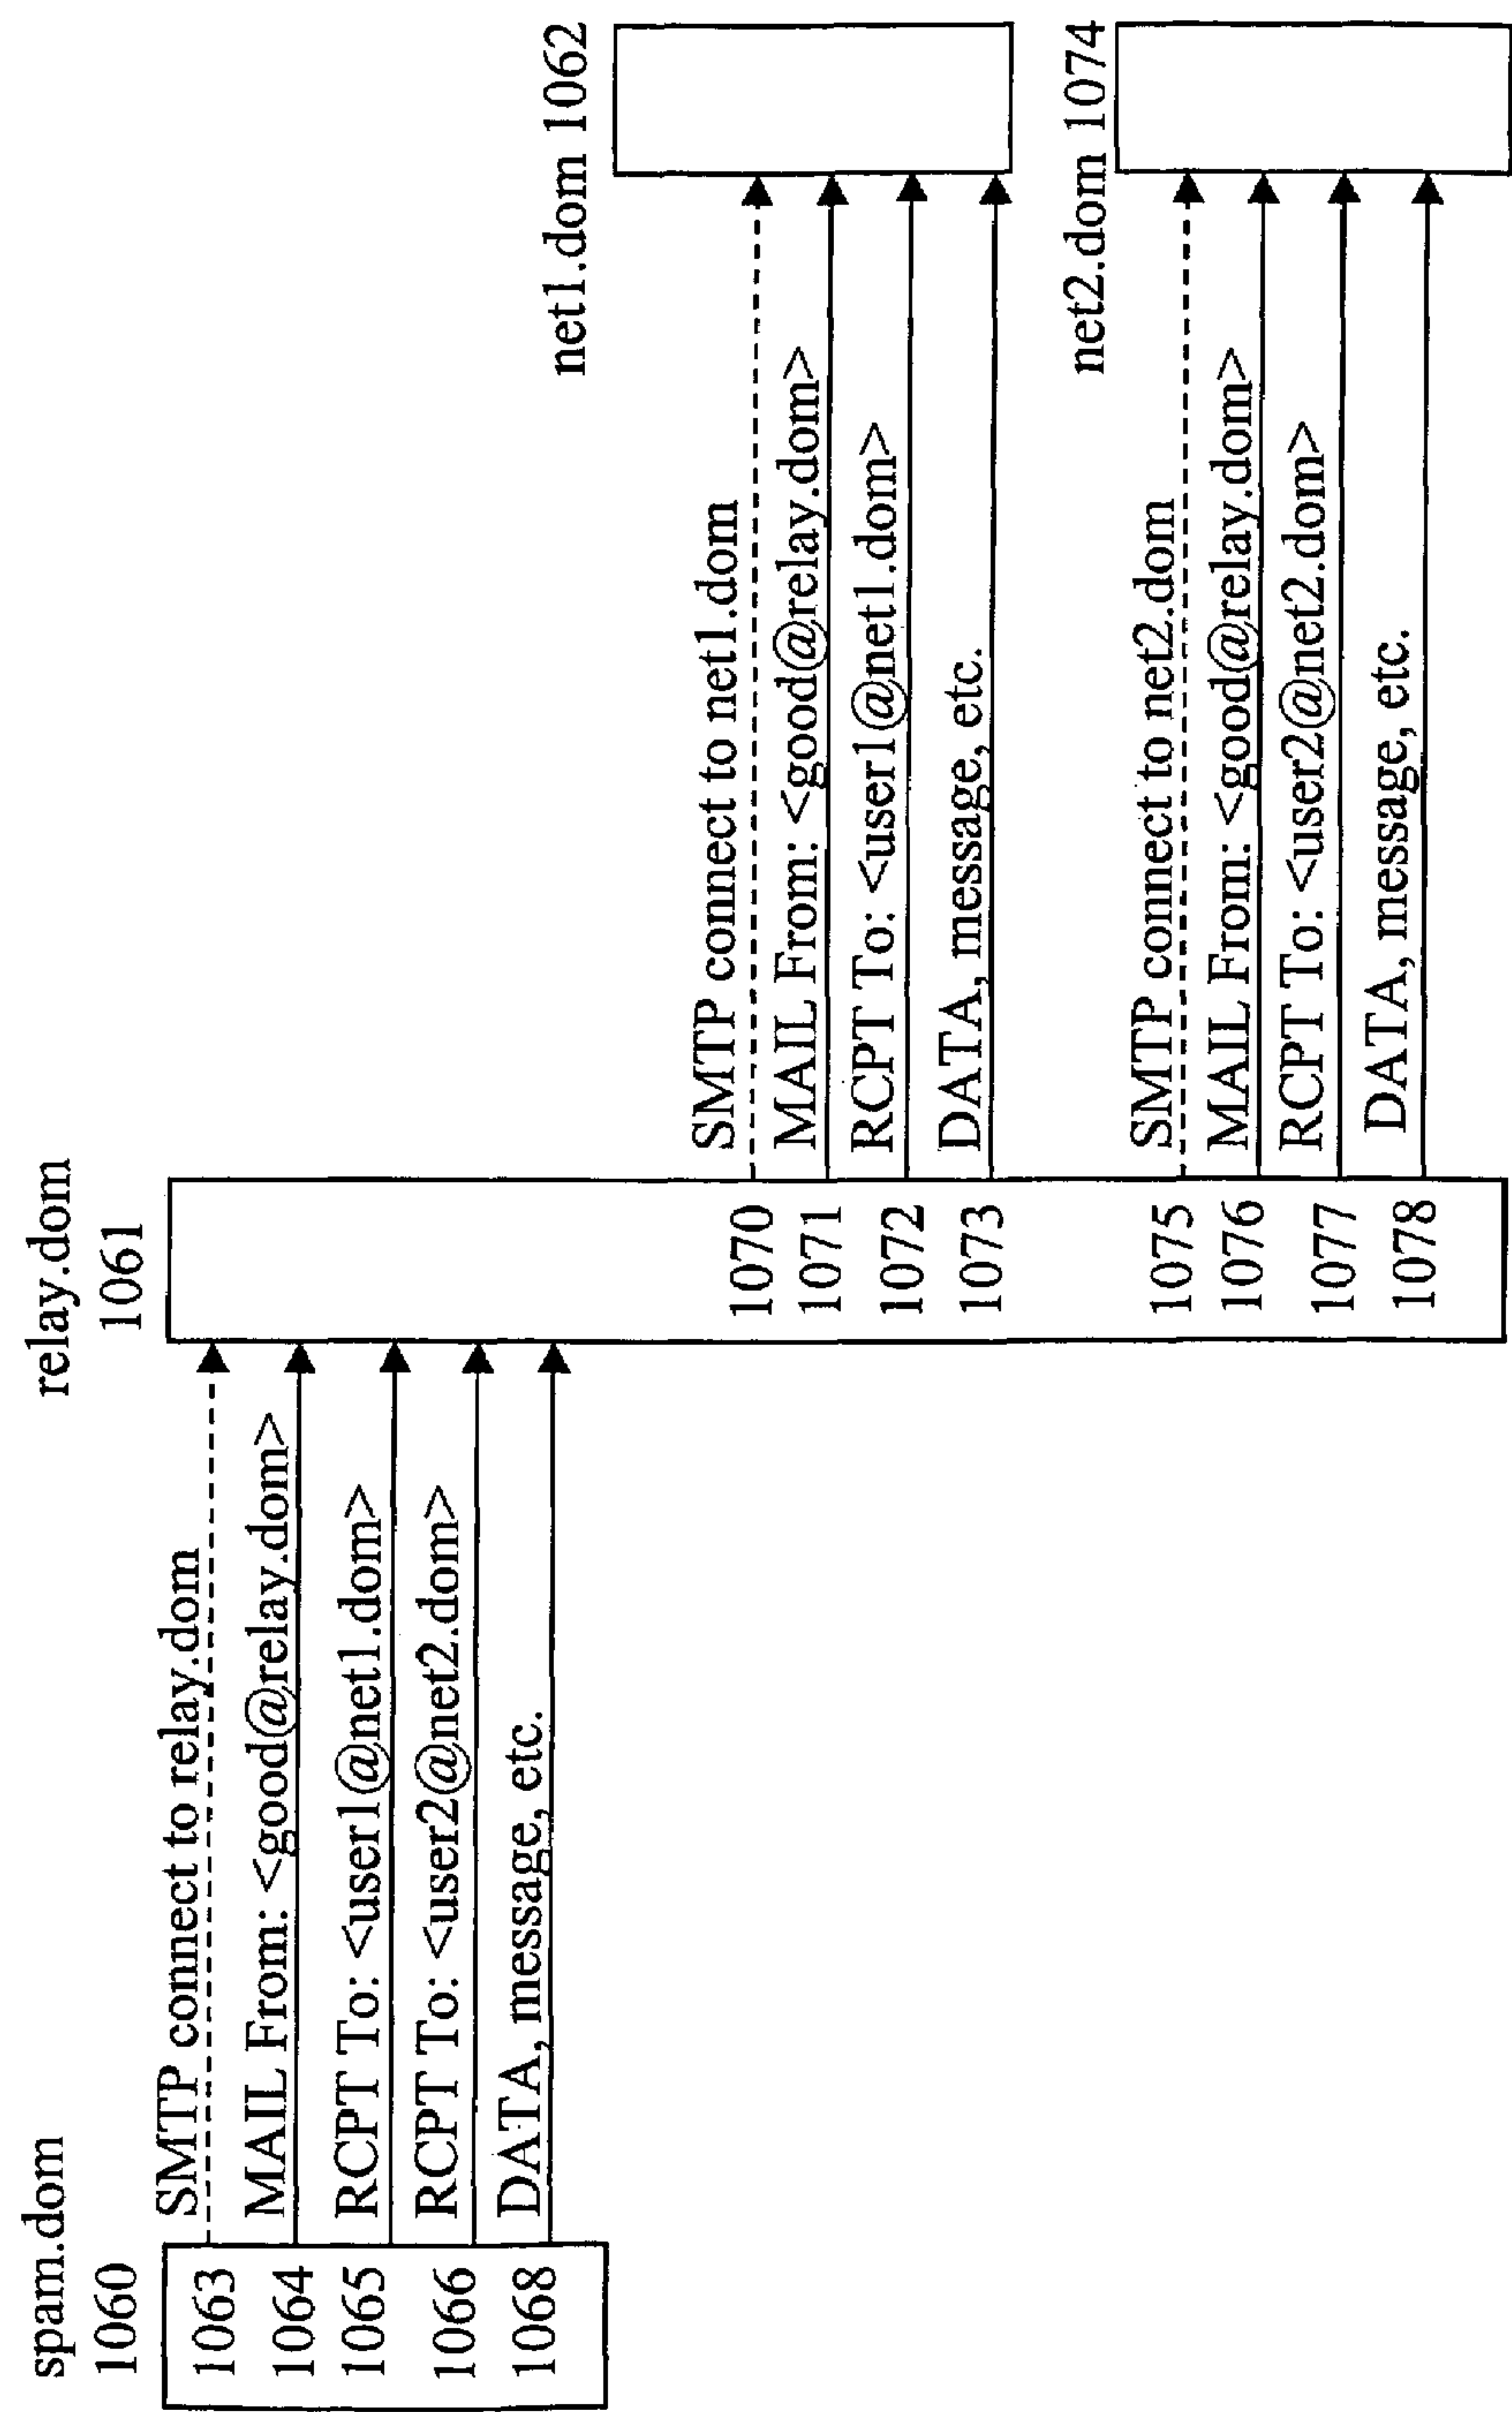 spam.dom
1060
1063
1064
1065
1066
1068
SMTP connect to relay.dom
MAIL From: <good@relay.dom>
RCPT To: <user1@net1.dom>
RCPT To: <user2@net2.dom>
DATA, message, etc.
relay.dom
1061
1070
1071
1072
1073
1075
1076
1077
1078
SMTP connect to net1.dom
MAIL From: <good@relay.dom>
RCPT To: <user1@net1.dom>
DATA, message, etc.
SMTP connect to net2.dom
MAIL From: <good@relay.dom>
RCPT To: <user2@net2.dom>
DATA, message, etc.
net1.dom 1062
net2.dom 1074